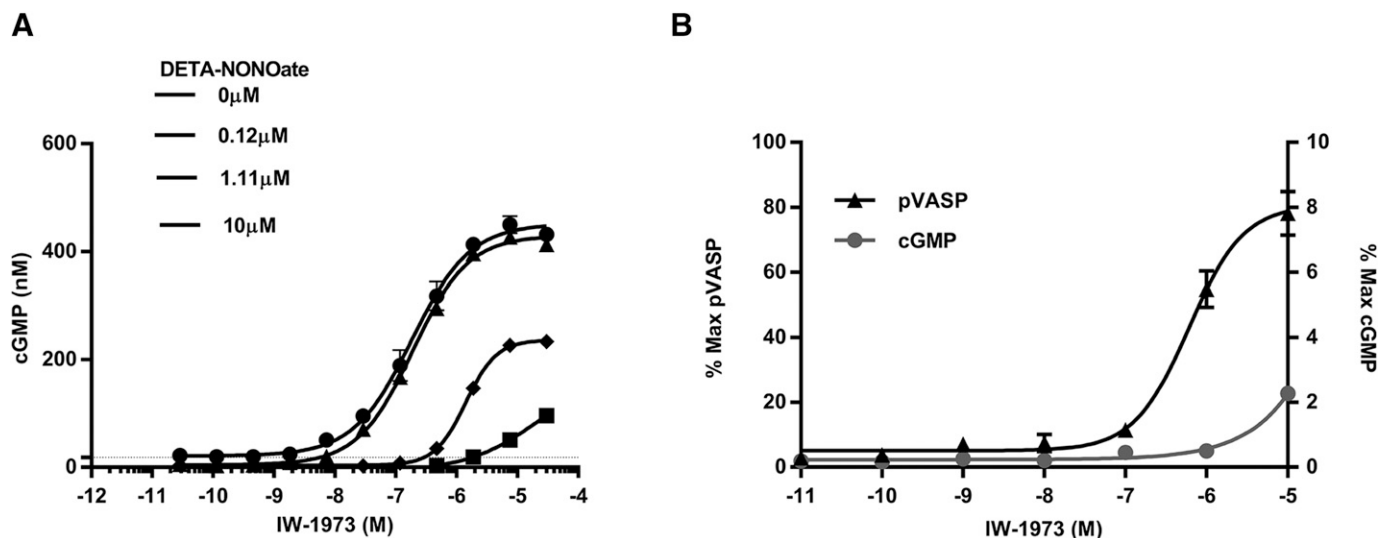 A
DETA-NONOate
0μM
0.12μM
1.11μM
10μM
600
400
200
0
cGMP (nM)
-12 -11 -10 -9 -8 -7 -6 -5 -4
IW-1973 (M)
B
100
80
60
40
20
0
% Max pVASP
pVASP
cGMP
10
8
6
4
2
0
% Max cGMP
-11 -10 -9 -8 -7 -6 -5
IW-1973 (M)